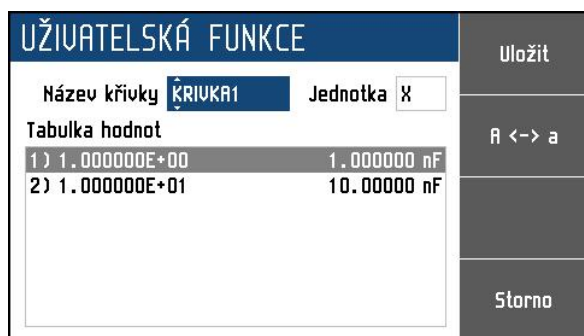 UŽIVATELSKÁ FUNKCE
Název křivky KRIVKA1 Jednotka X
Tabulka hodnot
1) 1.000000E+00 1.000000 nF
2) 1.000000E+01 10.00000 nF
Uložit
A <-> a
Storno